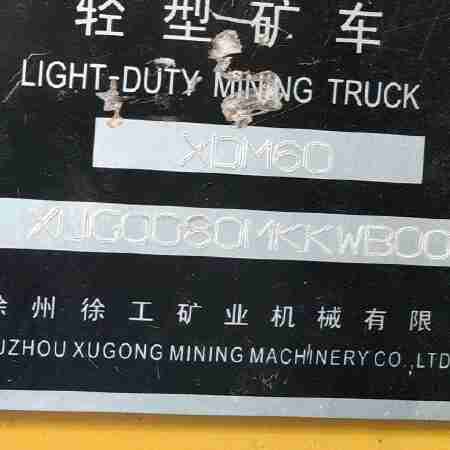 轻型矿车
LIGHT-DUTY MINING TRUCK
XDM60
XUG0080MKKWB00
徐州徐工矿业机械有限
UZHOU XUGONG MINING MACHINERY CO.,LTD